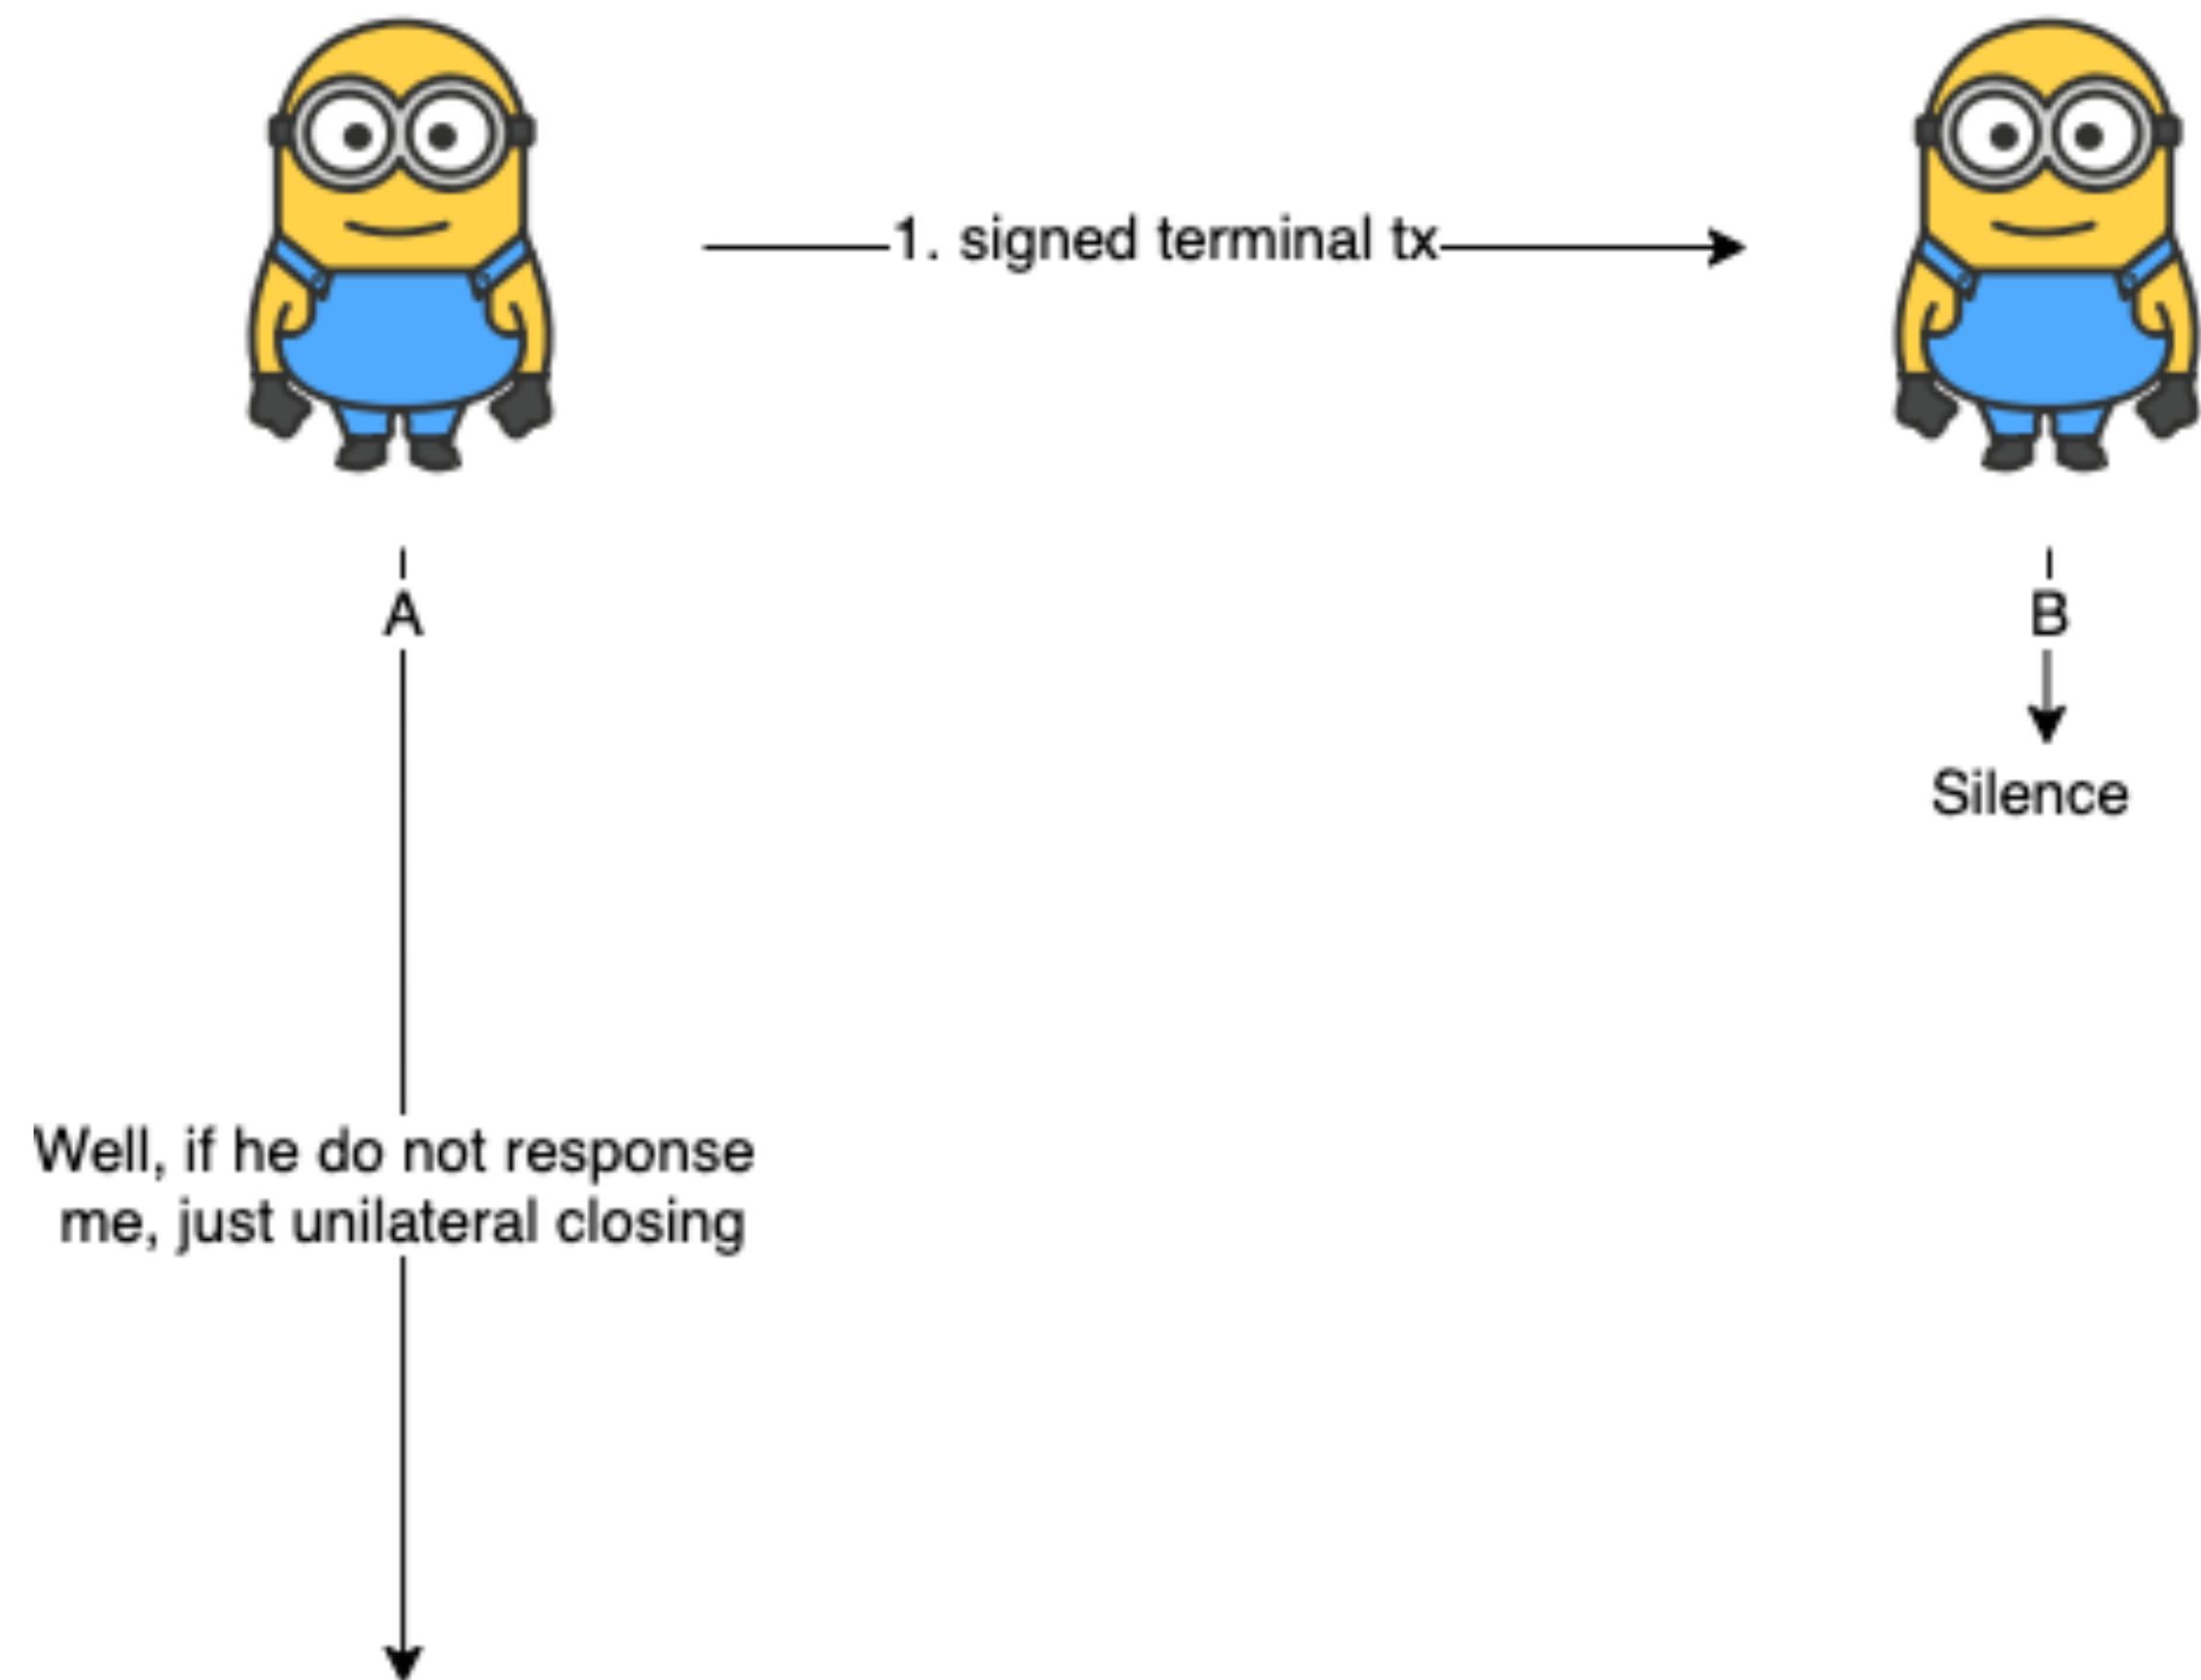 1. signed terminal tx
A
B
Silence
Well, if he do not response
me, just unilateral closing